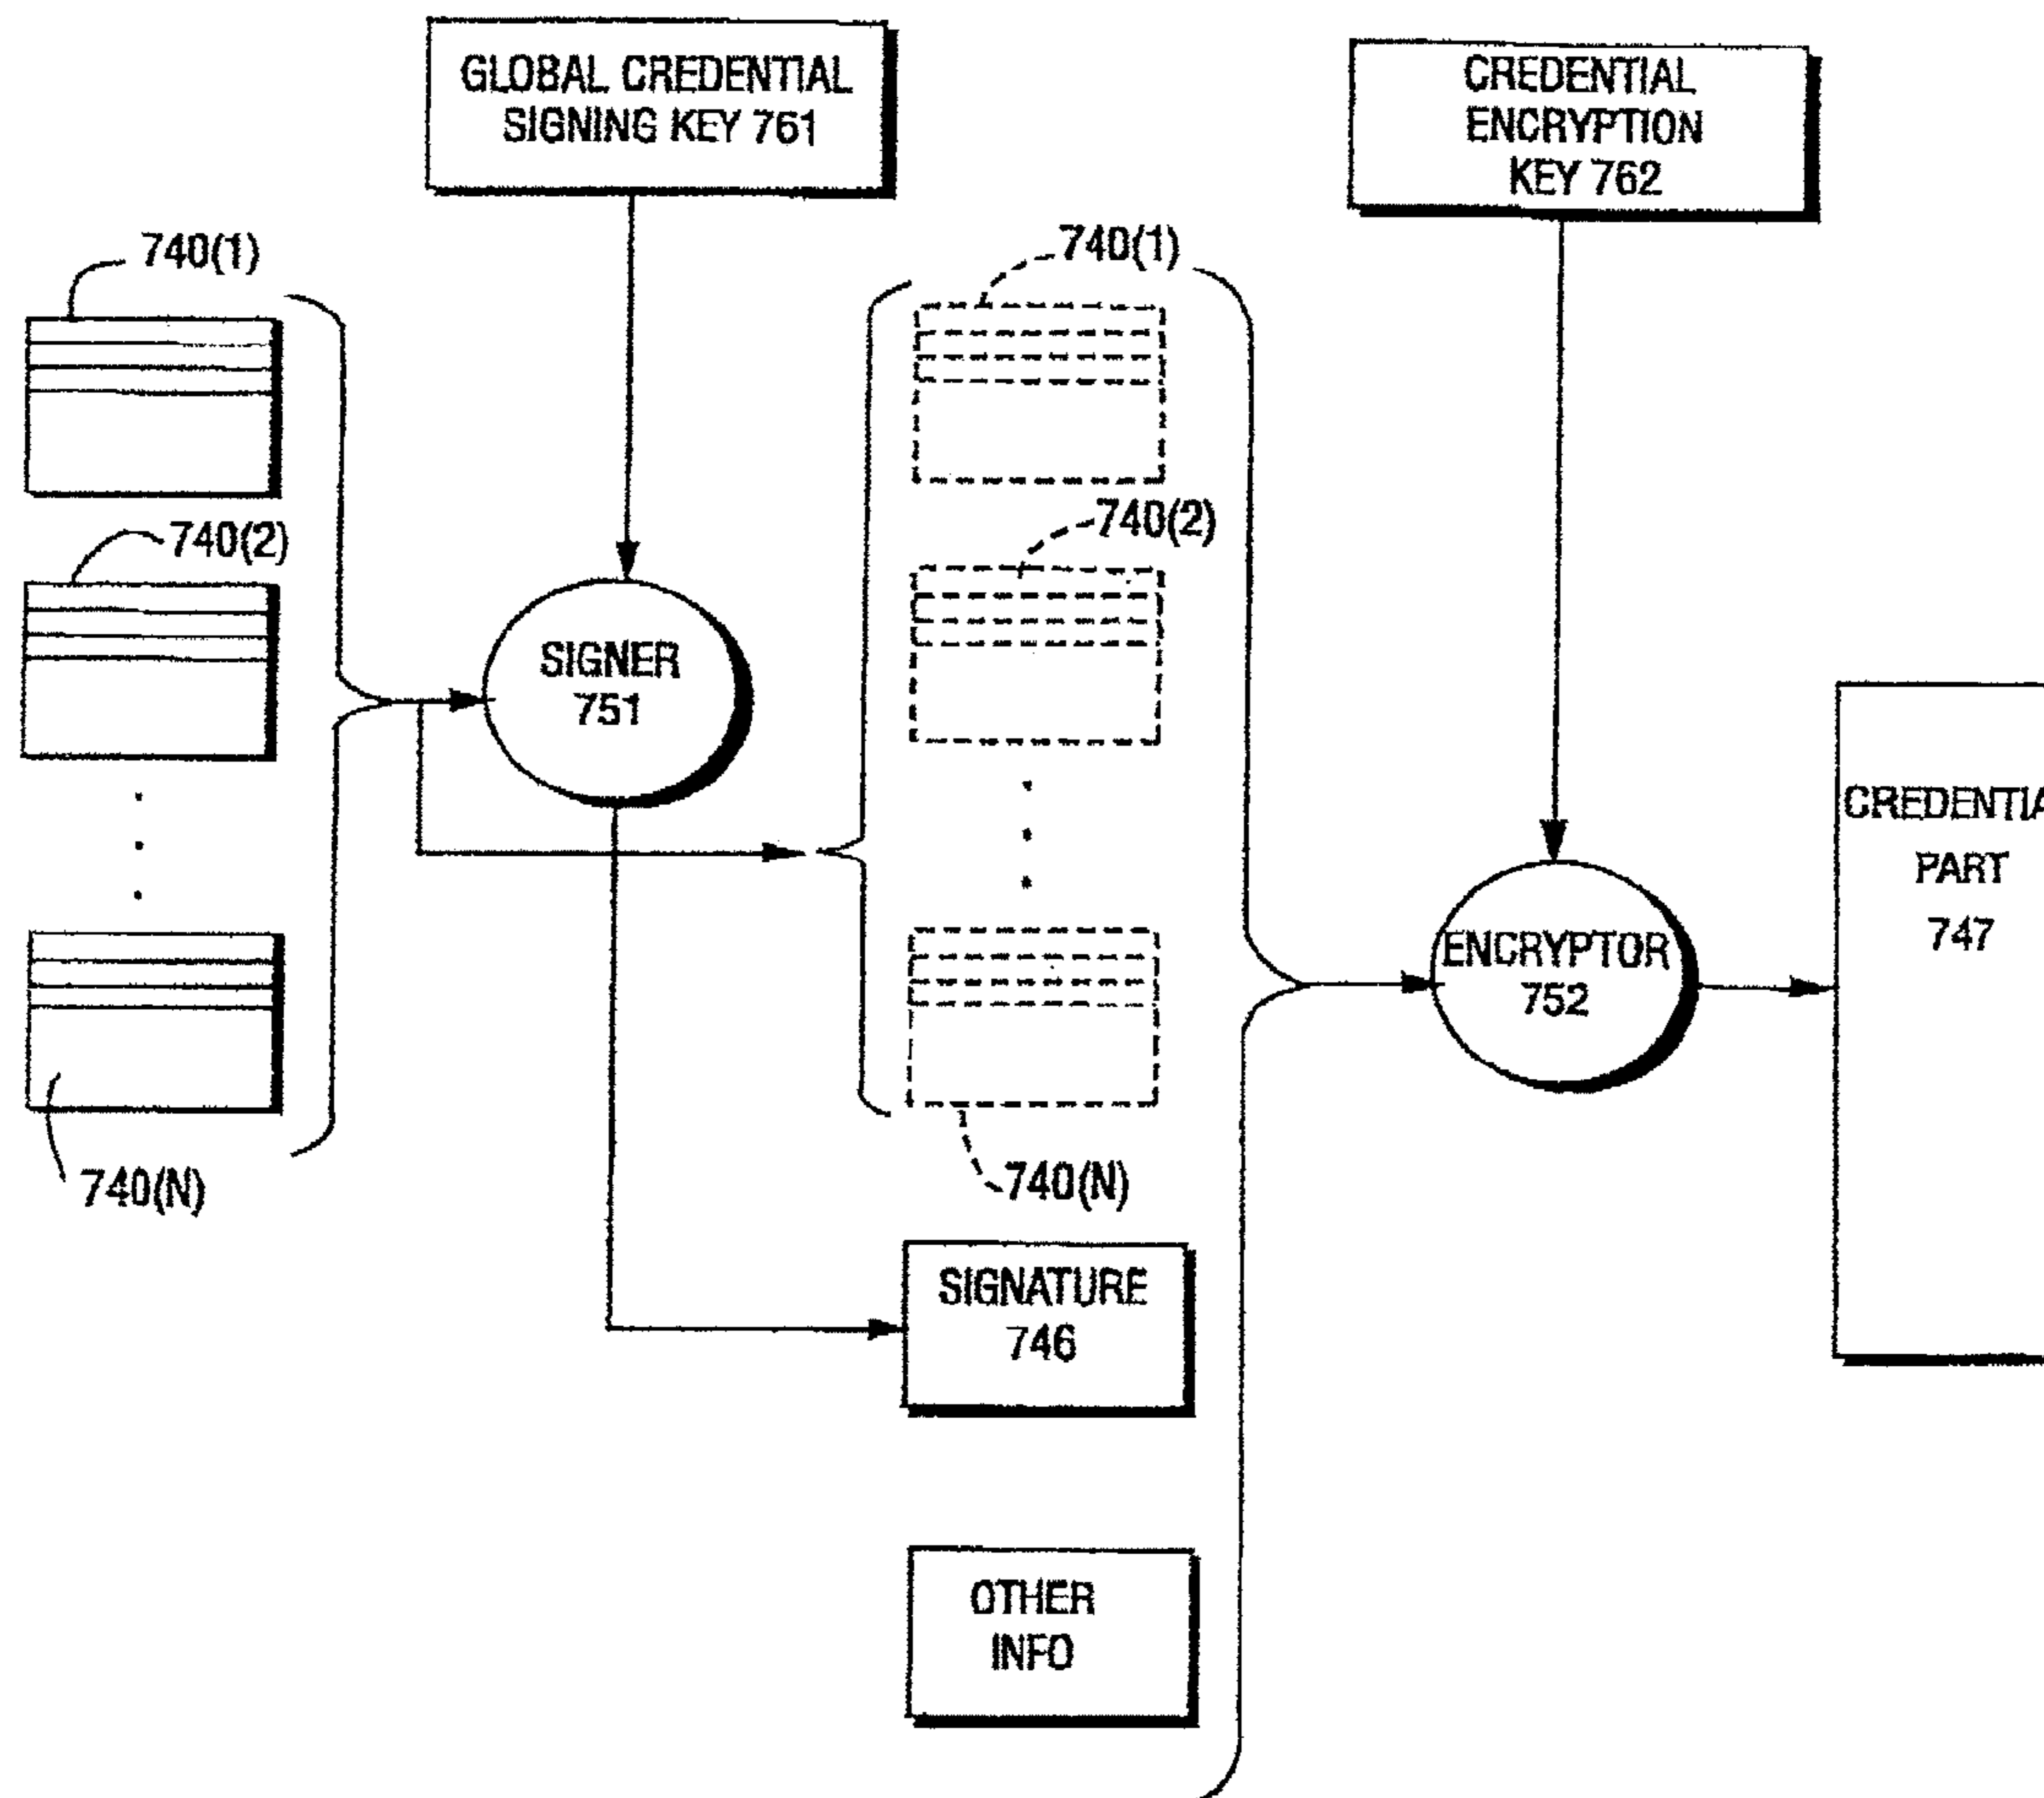 GLOBAL CREDENTIAL
SIGNING KEY 761
CREDENTIAL
ENCRYPTION
KEY 762
740(1)
740(1)
740(2)
740(2)
SIGNER
751
CREDENTIA
PART
747
ENCRYPTOR
752
740(N)
740(N)
SIGNATURE
746
OTHER
INFO